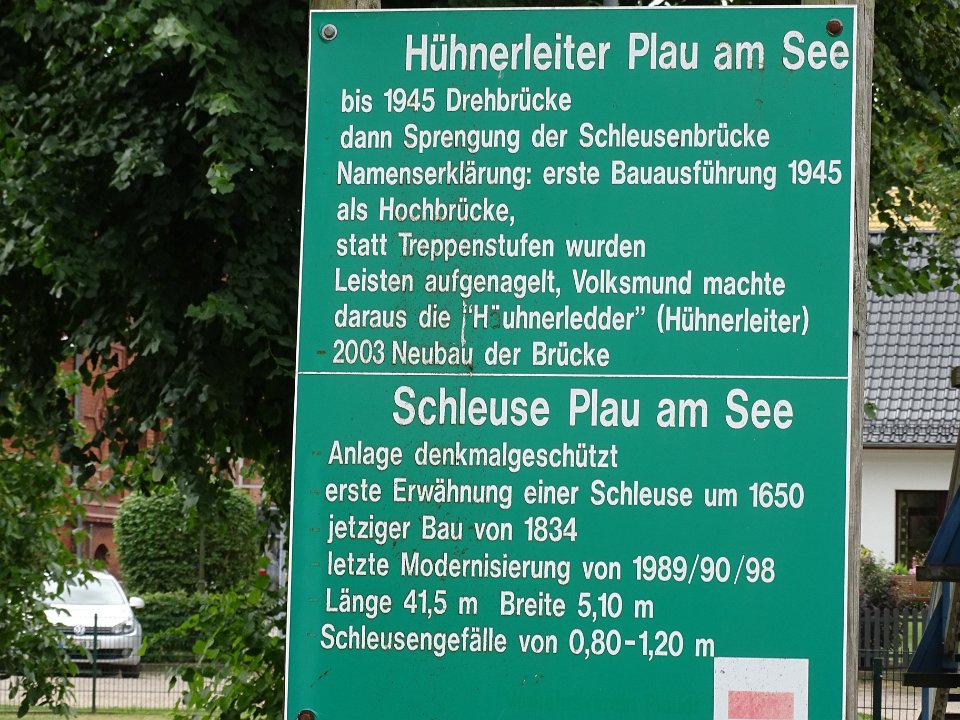 Hühnerleiter Plau am See
bis 1945 Drehbrücke
dann Sprengung der Schleusenbrücke
Namenserklärung: erste Bauausführung 1945
als Hochbrücke,
statt Treppenstufen wurden
Leisten aufgenagelt, Volksmund machte
daraus die "H¨uhnerledder" (Hühnerleiter)
- 2003 Neubau der Brücke
Schleuse Plau am See
- Anlage denkmalgeschützt
- erste Erwähnung einer Schleuse um 1650
- jetziger Bau von 1834
- letzte Modernisierung von 1989/90/98
- Länge 41,5 m Breite 5,10 m
- Schleusengefälle von 0,80-1,20 m